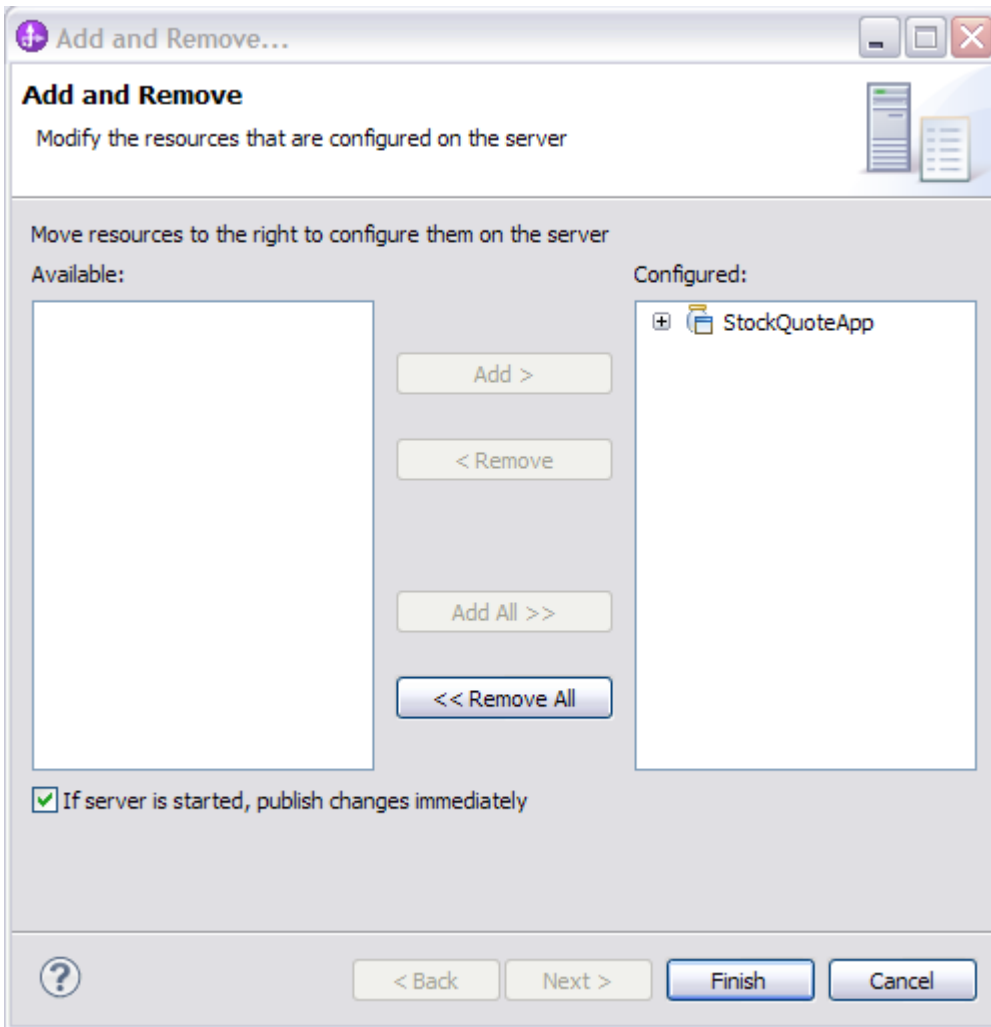 Add and Remove...
Add and Remove
Modify the resources that are configured on the server
Move resources to the right to configure them on the server
Available:
Configured:
StockQuoteApp
Add >
< Remove
Add All >>
<< Remove All
If server is started, publish changes immediately
?
< Back
Next >
Finish
Cancel